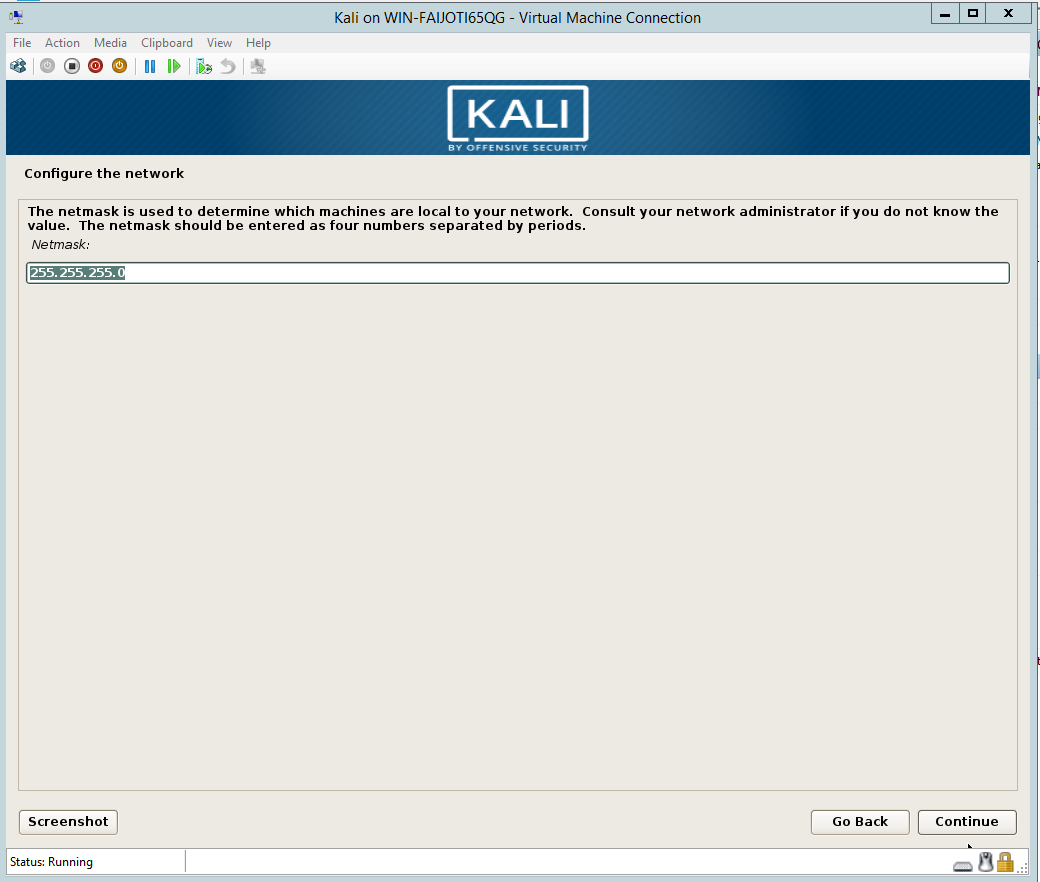 Kali on WIN-FAIJOTI65QG - Virtual Machine Connection
File Action Media Clipboard View Help
KALI
BY OFFENSIVE SECURITY
Configure the network
The netmask is used to determine which machines are local to your network. Consult your network administrator if you do not know the
value. The netmask should be entered as four numbers separated by periods.
Netmask:
255.255.255.0
Screenshot
Go Back
Continue
Status: Running